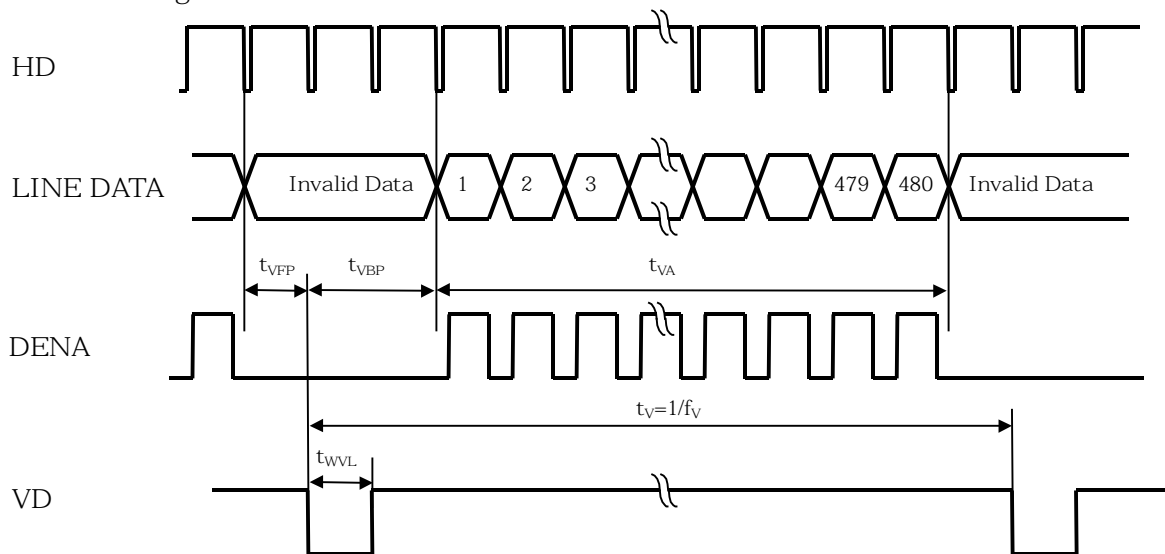 HD
LINE DATA
Invalid Data 1 2 3 479 480 Invalid Data
tVFP tVBP tVA
DENA
tV=1/fV
tWVL
VD